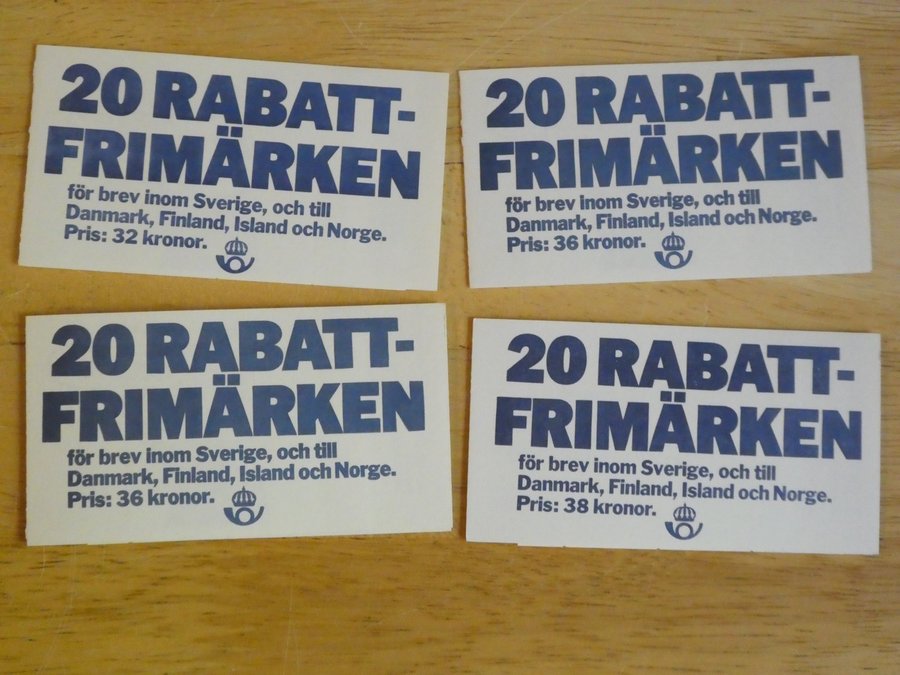 20 RABATT-
FRIMÄRKEN
för brev inom Sverige, och till
Danmark, Finland, Island och Norge.
Pris: 32 kronor.
20 RABATT-
FRIMÄRKEN
för brev inom Sverige, och till
Danmark, Finland, Island och Norge.
Pris: 36 kronor.
20 RABATT-
FRIMÄRKEN
för brev inom Sverige, och till
Danmark, Finland, Island och Norge.
Pris: 36 kronor.
20 RABATT-
FRIMÄRKEN
för brev inom Sverige, och till
Danmark, Finland, Island och Norge.
Pris: 38 kronor.